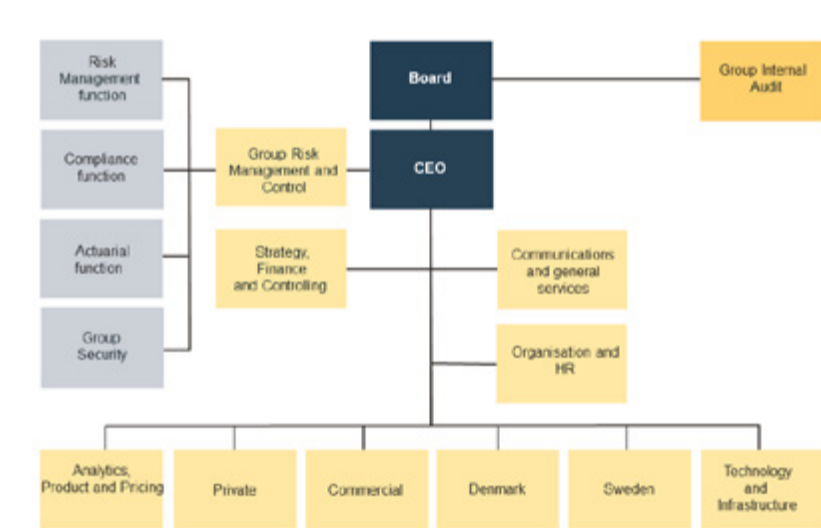 Risk
Management
function
Board
Group Internal
Audit
Compliance
function
Group Risk
Management and
Control
CEO
Actuarial
function
Strategy,
Finance
and Controlling
Communications
and general
services
Group
Security
Organisation and
HR
Analytics,
Product and Pricing
Private
Commercial
Denmark
Sweden
Technology
and
Infrastructure